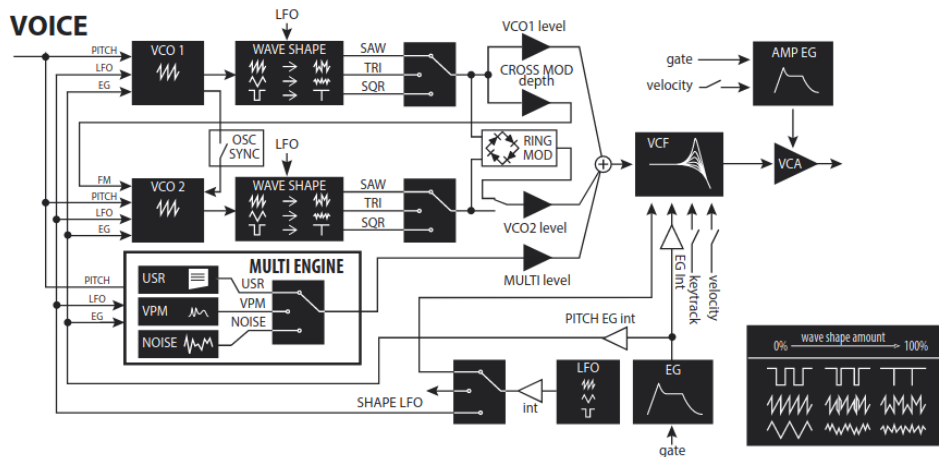 VOICE
LFO
PITCH
LFO
EG
VCO 1
WAVE SHAPE
SAW
TRI
SQR
VCO1 level
CROSS MOD
depth
gate
velocity
AMP EG
OSC
SYNC
LFO
RING
MOD
VCF
VCA
FM
PITCH
LFO
EG
VCO 2
WAVE SHAPE
SAW
TRI
SQR
VCO2 level
MULTI ENGINE
PITCH
LFO
EG
USR
VPM
NOISE
USR
VPM
NOISE
MULTI level
EG Int
keytrack
velocity
PITCH EG int
SHAPE LFO
int
LFO
EG
gate
wave shape amount
0% 100%